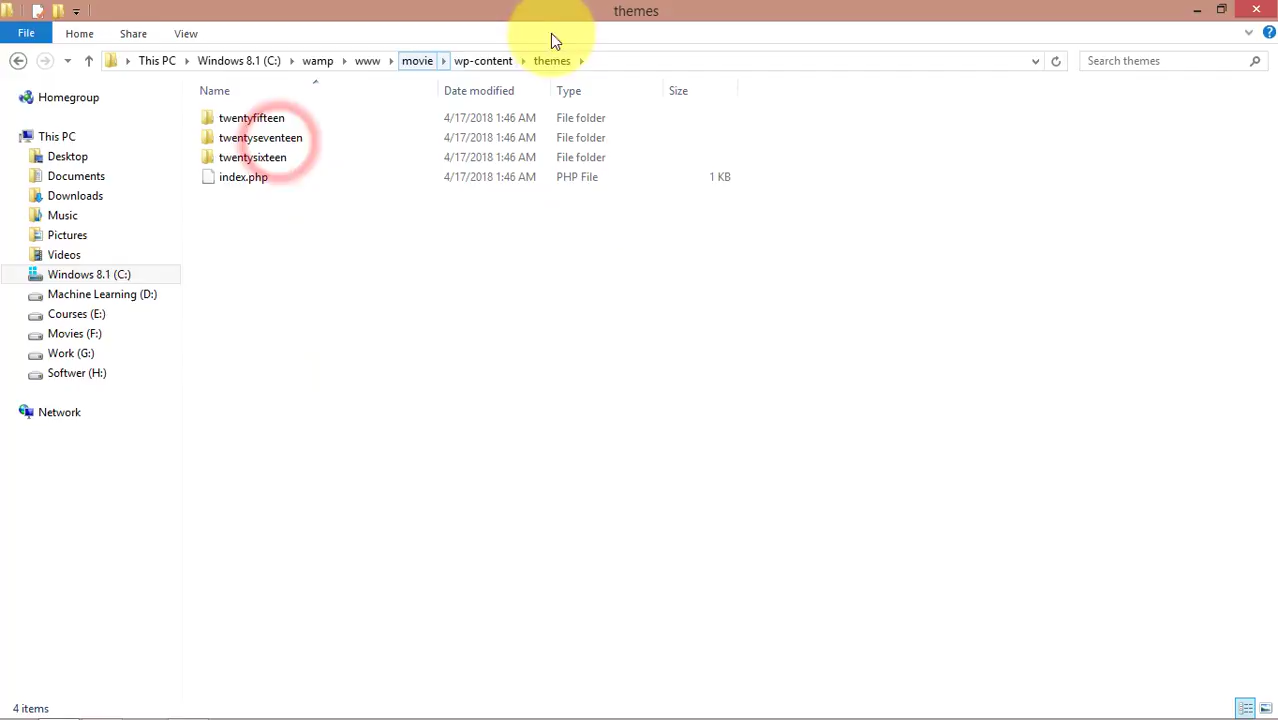 themes
File Home Share View
This PC Windows 8.1 (C:) wamp www movie wp-content themes Search themes
Name Date modified Type Size
twentyfifteen 4/17/2018 1:46 AM File folder
twentyseventeen 4/17/2018 1:46 AM File folder
twentysixteen 4/17/2018 1:46 AM File folder
index.php 4/17/2018 1:46 AM PHP File 1 KB
Homegroup
This PC
Desktop
Documents
Downloads
Music
Pictures
Videos
Windows 8.1 (C:)
Machine Learning (D:)
Courses (E:)
Movies (F:)
Work (G:)
Softwer (H:)
Network
4 items